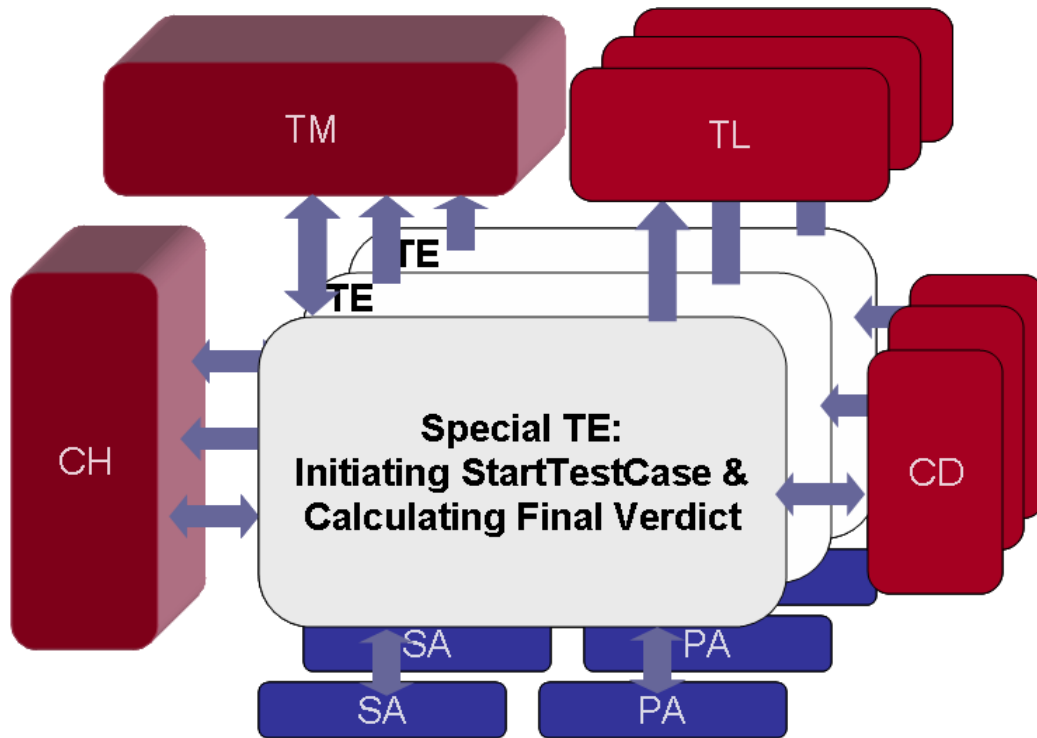 TM
TL
TE
TE
CH
Special TE:
Initiating StartTestCase &
Calculating Final Verdict
CD
SA
PA
SA
PA